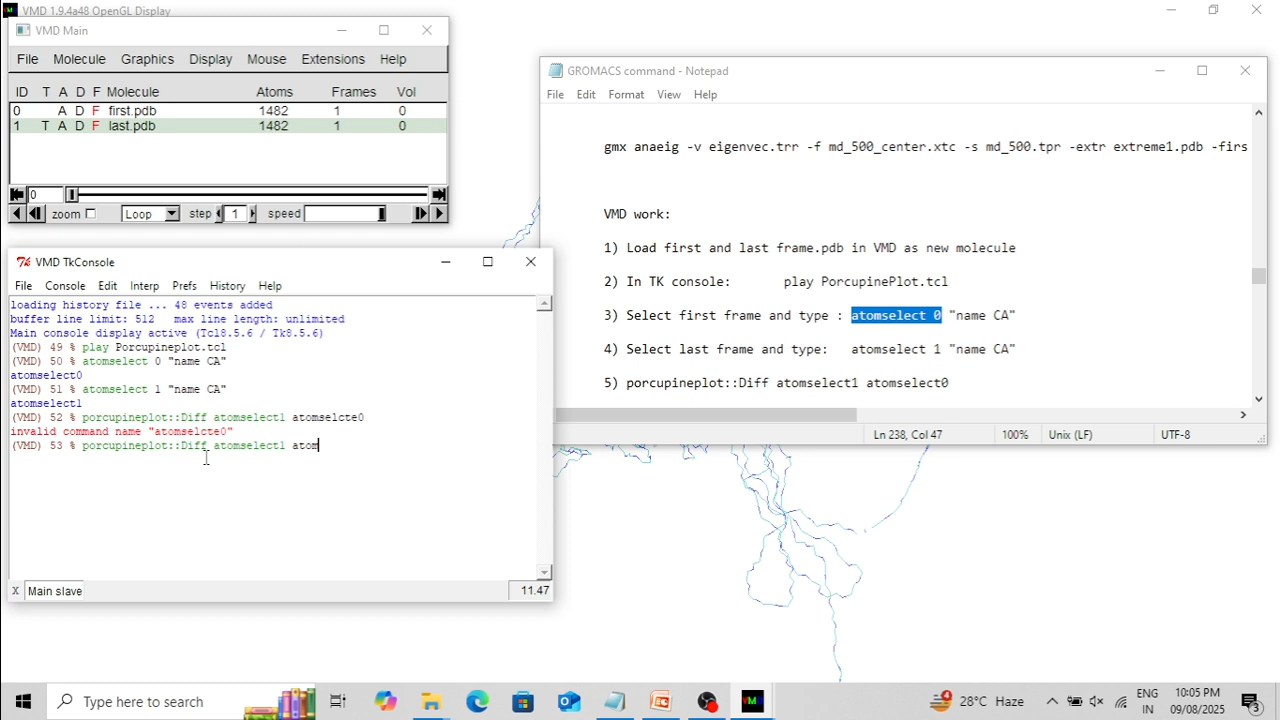 VMD 1.9.4a48 OpenGL Display
VMD Main
File Molecule Graphics Display Mouse Extensions Help
ID T A D F Molecule Atoms Frames Vol
0 A D F first.pdb 1482 1 0
1 T A D F last.pdb 1482 1 0
0
zoom Loop step 1 speed
GROMACS command - Notepad
File Edit Format View Help
gmx anaeig -v eigenvec.trr -f md_500_center.xtc -s md_500.tpr -extr extreme1.pdb -firs
VMD work:
1) Load first and last frame.pdb in VMD as new molecule
2) In TK console: play PorcupinePlot.tcl
3) Select first frame and type : atomselect 0 "name CA"
4) Select last frame and type: atomselect 1 "name CA"
5) porcupineplot::Diff atomselect1 atomselect0
Ln 238, Col 47 100% Unix (LF) UTF-8
VMD TkConsole
File Console Edit Interp Prefs History Help
loading history file ... 48 events added
buffer line limit: 512 max line length: unlimited
Main console display active (Tcl8.5.6 / Tk8.5.6)
(VMD) 49 % play Porcupineplot.tcl
(VMD) 50 % atomselect 0 "name CA"
atomselect0
(VMD) 51 % atomselect 1 "name CA"
atomselect1
(VMD) 52 % porcupineplot::Diff atomselect1 atomselcte0
invalid command name "atomselcte0"
(VMD) 53 % porcupineplot::Diff atomselect1 atom
X Main slave 11.47
Type here to search
4
28°C Haze
ENG
IN
10:05 PM
09/08/2025
3